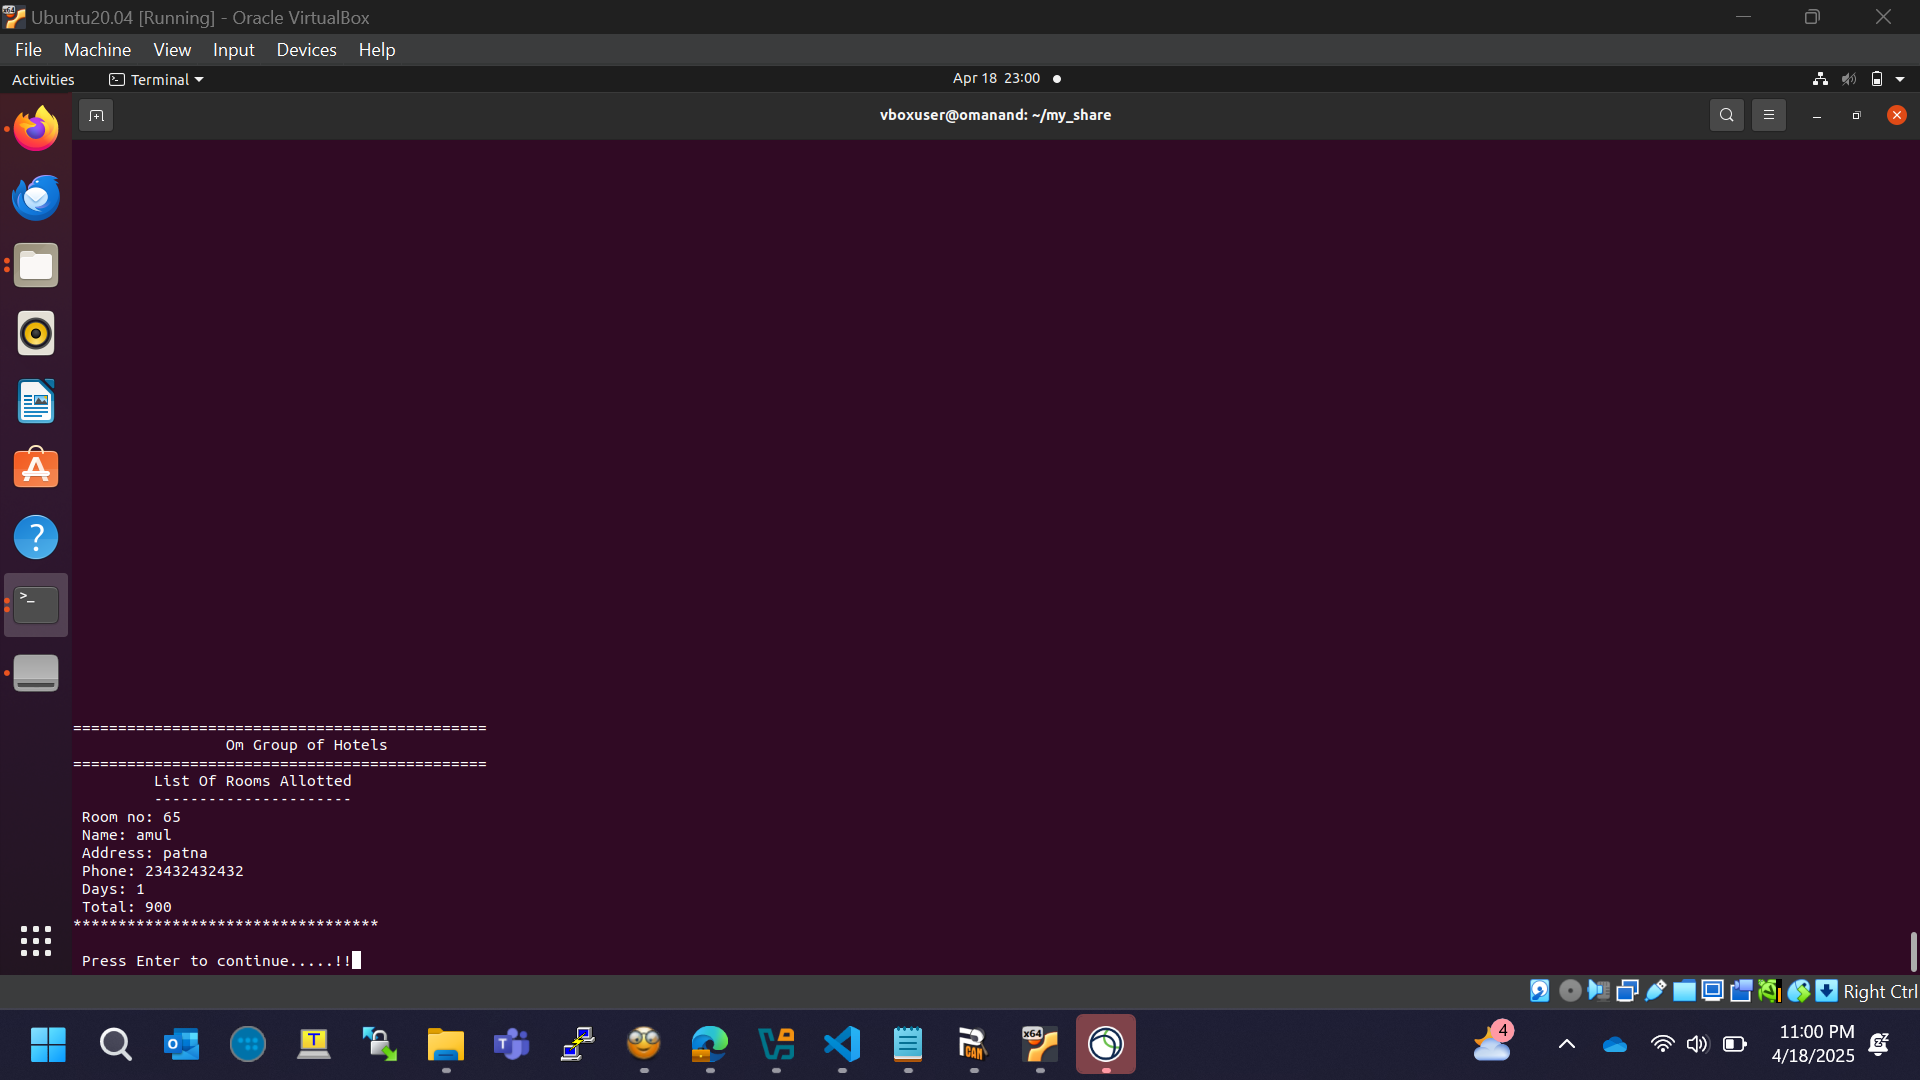 Ubuntu20.04 [Running] - Oracle VirtualBox
File Machine View Input Devices Help
Activities Terminal Apr 18 23:00
vboxuser@omanand: ~/my_share
==============================================
Om Group of Hotels
==============================================
List Of Rooms Allotted
----------------------
Room no: 65
Name: amul
Address: patna
Phone: 23432432432
Days: 1
Total: 900
**********************************
Press Enter to continue.....!!
Right Ctrl
4
11:00 PM
4/18/2025